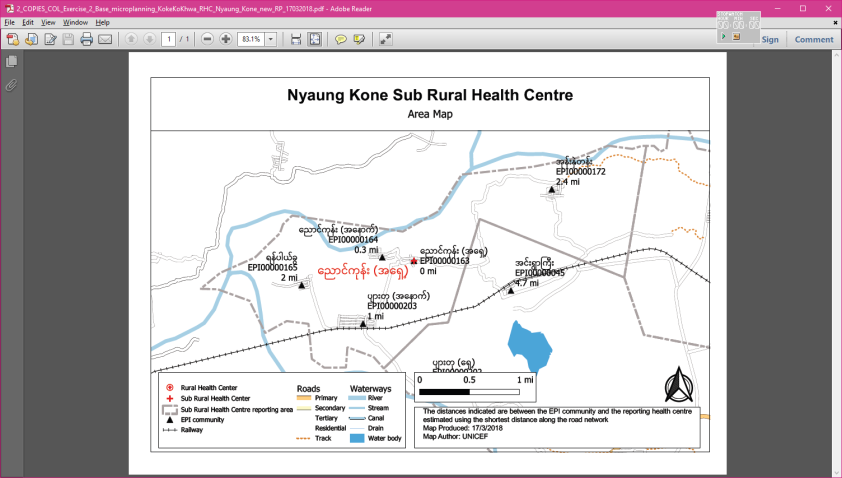 2_COPIES_COL_Exercise_2_Base_microplanning_KokeKoKhwa_RHC_Nyaung_Kone_new_RP_17032018.pdf - Adobe Reader
File Edit View Window Help
1 / 1
83.1%
Sign
Comment
Nyaung Kone Sub Rural Health Centre
Area Map
EPI00000172
2.4 mi
ညောင်ကုန်း (အနောက်)
EPI00000164
0.3 mi
ညောင်ကုန်း (အရှေ့)
EPI00000163
0 mi
EPI00000165
2 mi
ညောင်ကုန်း (အရှေ့)
အင်းရွာကြီး
EPI00000045
4.7 mi
ပျားတု (အနောက်)
EPI00000203
1 mi
ပျားတု (ရှေ့)
Rural Health Center
Sub Rural Health Center
Sub Rural Health Centre reporting area
EPI community
Railway
Roads
Primary
Secondary
Tertiary
Residential
Track
Waterways
River
Stream
Canal
Drain
Water body
0 0.5 1 mi
The distances indicated are between the EPI community and the reporting health centre
estimated using the shortest distance along the road network
Map Produced: 17/3/2018
Map Author: UNICEF